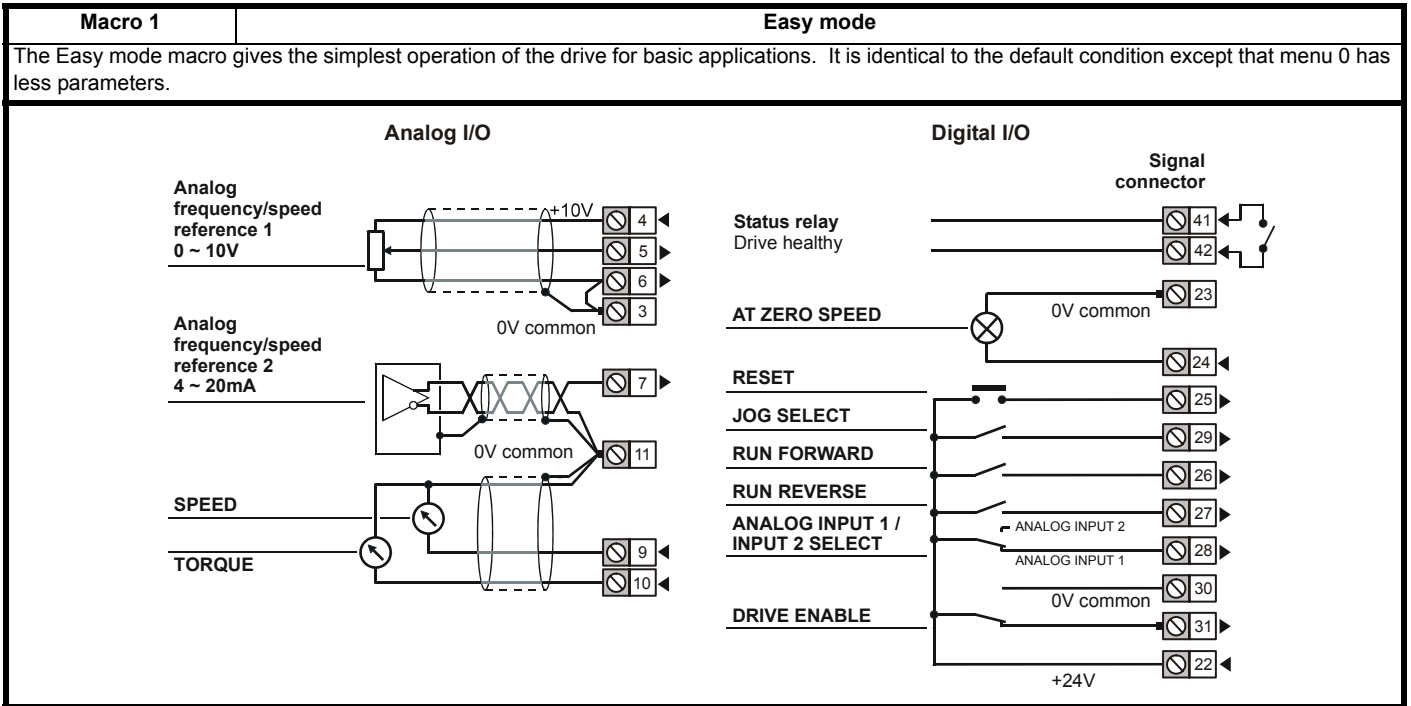 Macro 1
Easy mode
The Easy mode macro gives the simplest operation of the drive for basic applications.  It is identical to the default condition except that menu 0 has
less parameters.
Analog I/O
Analog
frequency/speed
reference 1
0 ~ 10V
+10V
4
5
6
3
0V common
Analog
frequency/speed
reference 2
4 ~ 20mA
7
0V common
11
SPEED
TORQUE
9
10
Digital I/O
Signal
connector
Status relay
Drive healthy
41
42
AT ZERO SPEED
0V common
23
24
RESET
25
JOG SELECT
29
RUN FORWARD
26
RUN REVERSE
27
ANALOG INPUT 1 /
INPUT 2 SELECT
ANALOG INPUT 2
28
ANALOG INPUT 1
30
0V common
DRIVE ENABLE
31
22
+24V